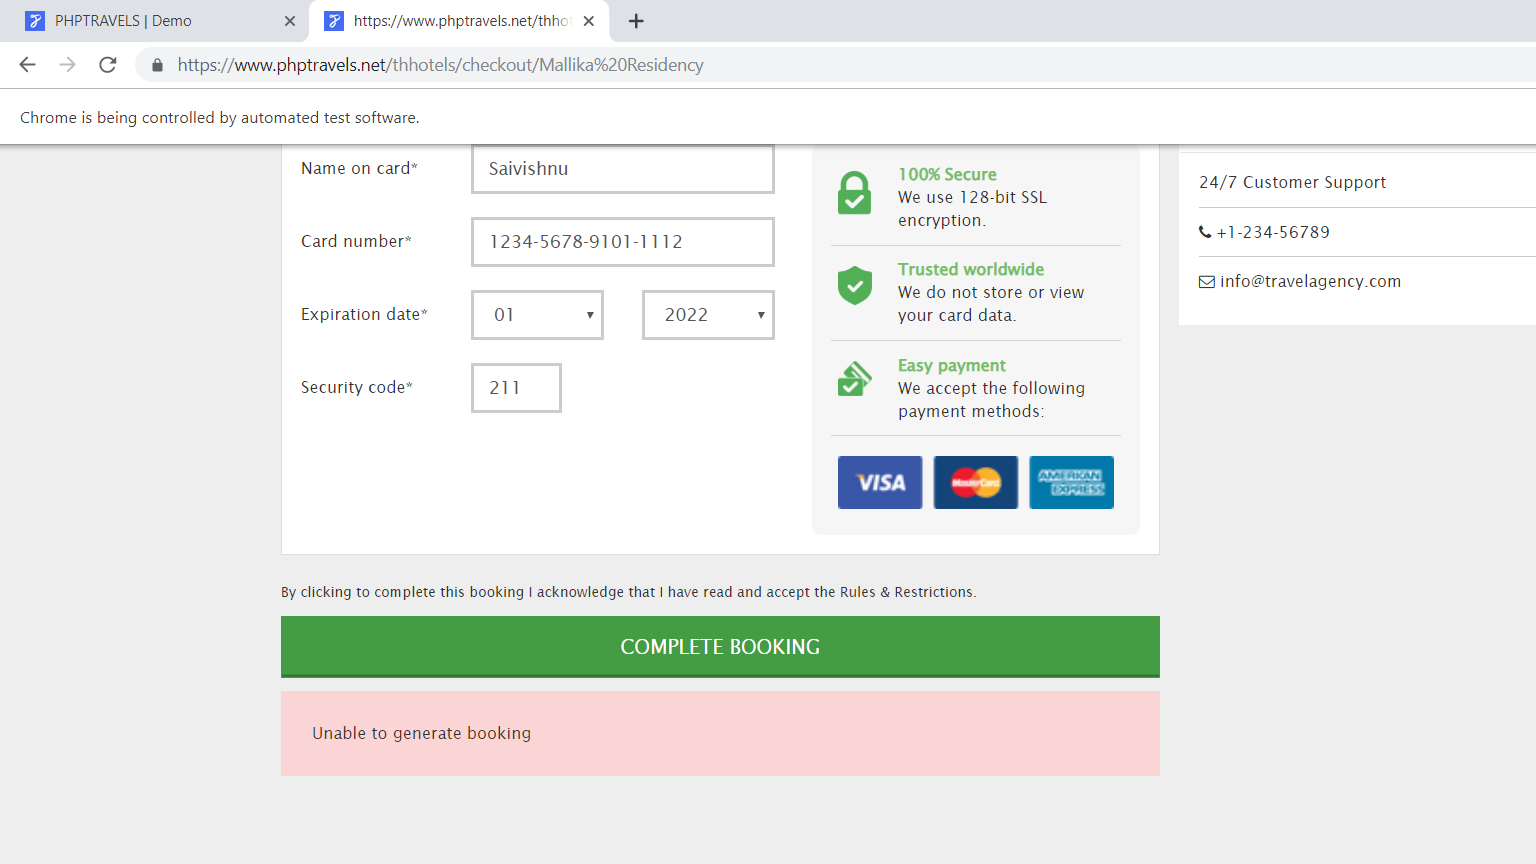 PHPTRAVELS | Demo
https://www.phptravels.net/thho
https://www.phptravels.net/thhotels/checkout/Mallika%20Residency
Chrome is being controlled by automated test software.
Name on card*
Saivishnu
Card number*
1234-5678-9101-1112
Expiration date*
01
2022
Security code*
211
100% Secure
We use 128-bit SSL
encryption.
Trusted worldwide
We do not store or view
your card data.
Easy payment
We accept the following
payment methods:
VISA
MasterCard
AMERICAN
EXPRESS
24/7 Customer Support
+1-234-56789
info@travelagency.com
By clicking to complete this booking I acknowledge that I have read and accept the Rules & Restrictions.
COMPLETE BOOKING
Unable to generate booking